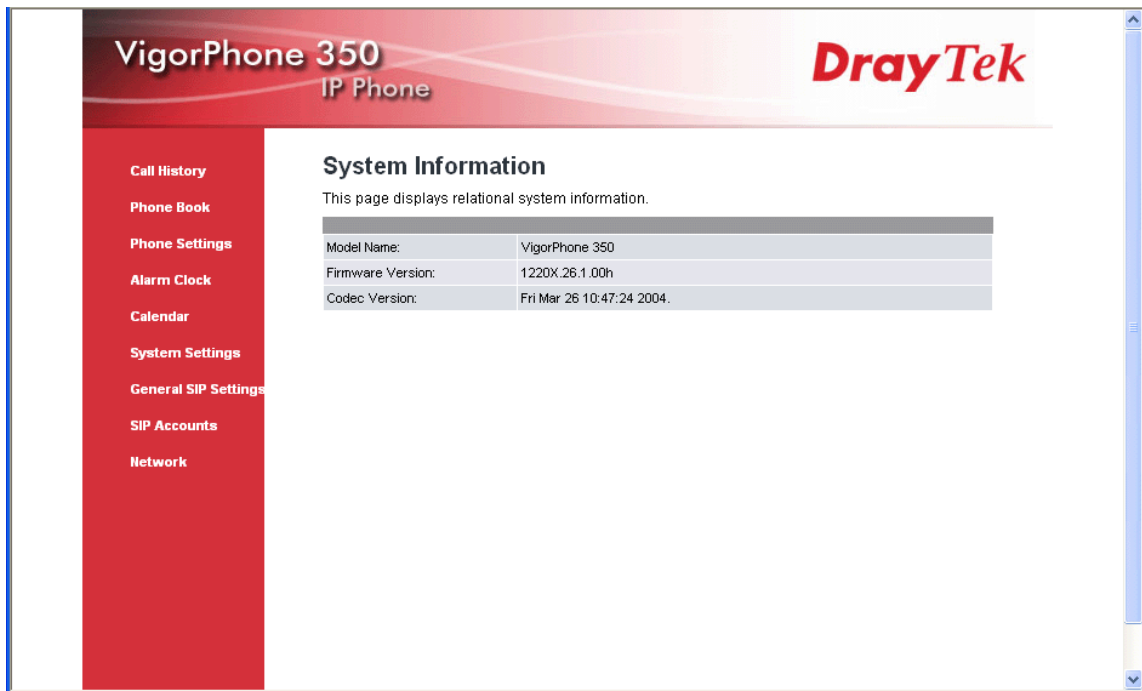 VigorPhone 350
IP Phone
DrayTek
Call History
Phone Book
Phone Settings
Alarm Clock
Calendar
System Settings
General SIP Settings
SIP Accounts
Network
System Information
This page displays relational system information.
Model Name: VigorPhone 350
Firmware Version: 1220X.26.1.00h
Codec Version: Fri Mar 26 10:47:24 2004.